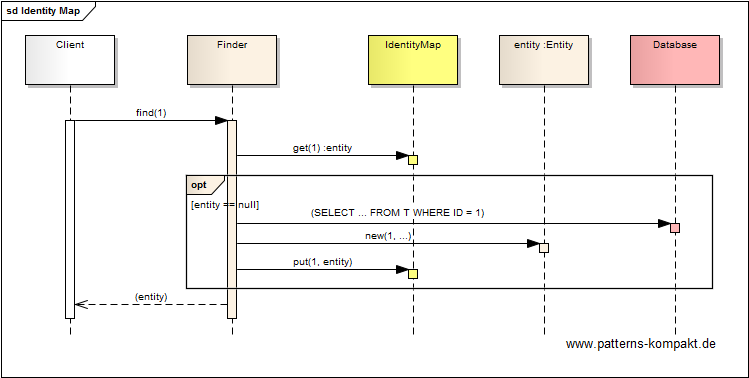 sd Identity Map
Client
Finder
IdentityMap
entity :Entity
Database
find(1)
get(1) :entity
opt
[entity == null]
(SELECT ... FROM T WHERE ID = 1)
new(1, ...)
put(1, entity)
(entity)
www.patterns-kompakt.de